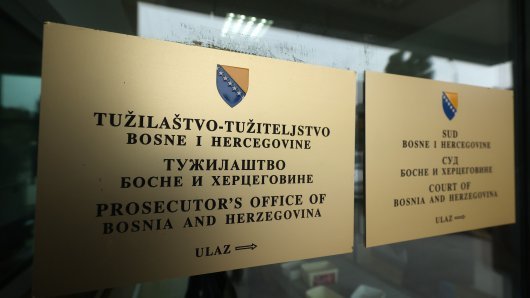 TUŽILAŠTVO-TUŽITELJSTVO
BOSNE I HERCEGOVINE
ТУЖИЛАШТВО
БОСНЕ И ХЕРЦЕГОВИНЕ
PROSECUTOR'S OFFICE OF
BOSNIA AND HERZEGOVINA
ULAZ
SUD
BOSNE I HERCEGOVINE
СУД
БОСНЕ И ХЕРЦЕГОВИНЕ
COURT OF
BOSNIA AND HERZEGOVINA
ULAZ